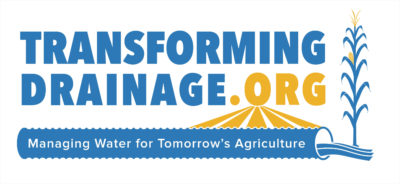 TRANSFORMING
DRAINAGE.ORG
Managing Water for Tomorrow's Agriculture